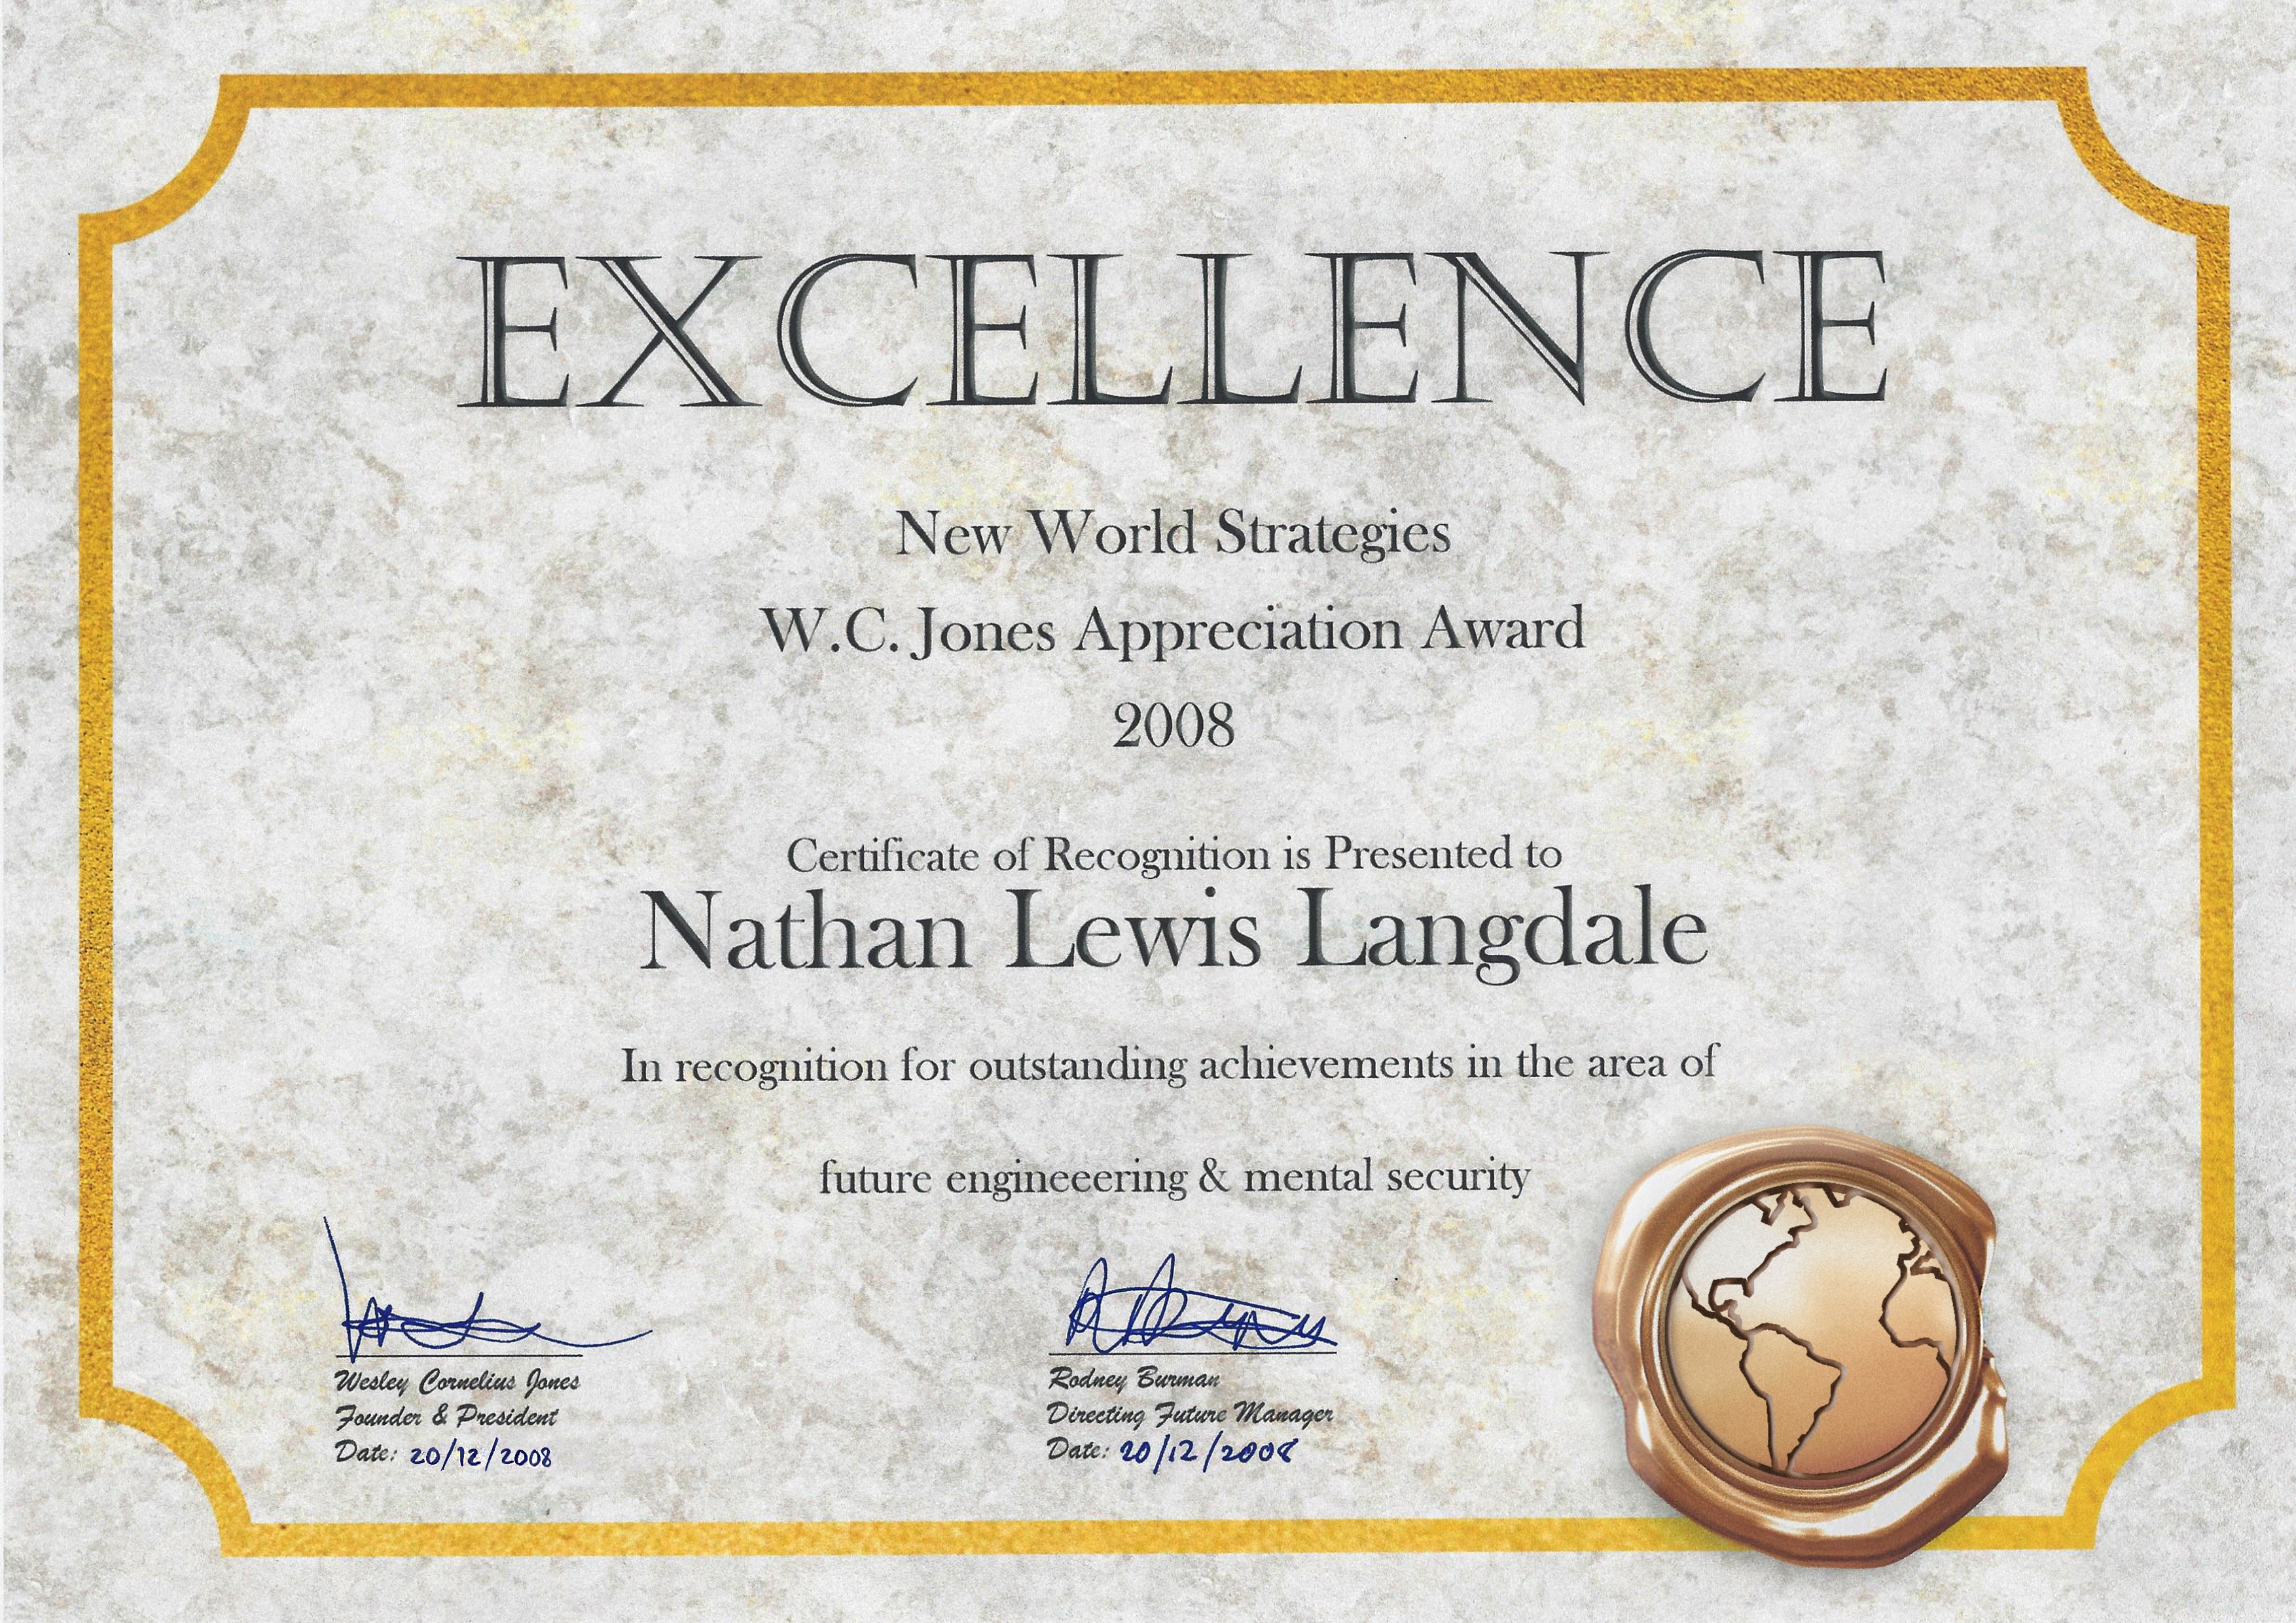 EXCELLENCE
New World Strategies
W.C. Jones Appreciation Award
2008
Certificate of Recognition is Presented to
Nathan Lewis Langdale
In recognition for outstanding achievements in the area of
future engineeering & mental security
Wesley Cornelius Jones
Founder & President
Date: 20/12/2008
Rodney Burman
Directing Future Manager
Date: 20/12/2008